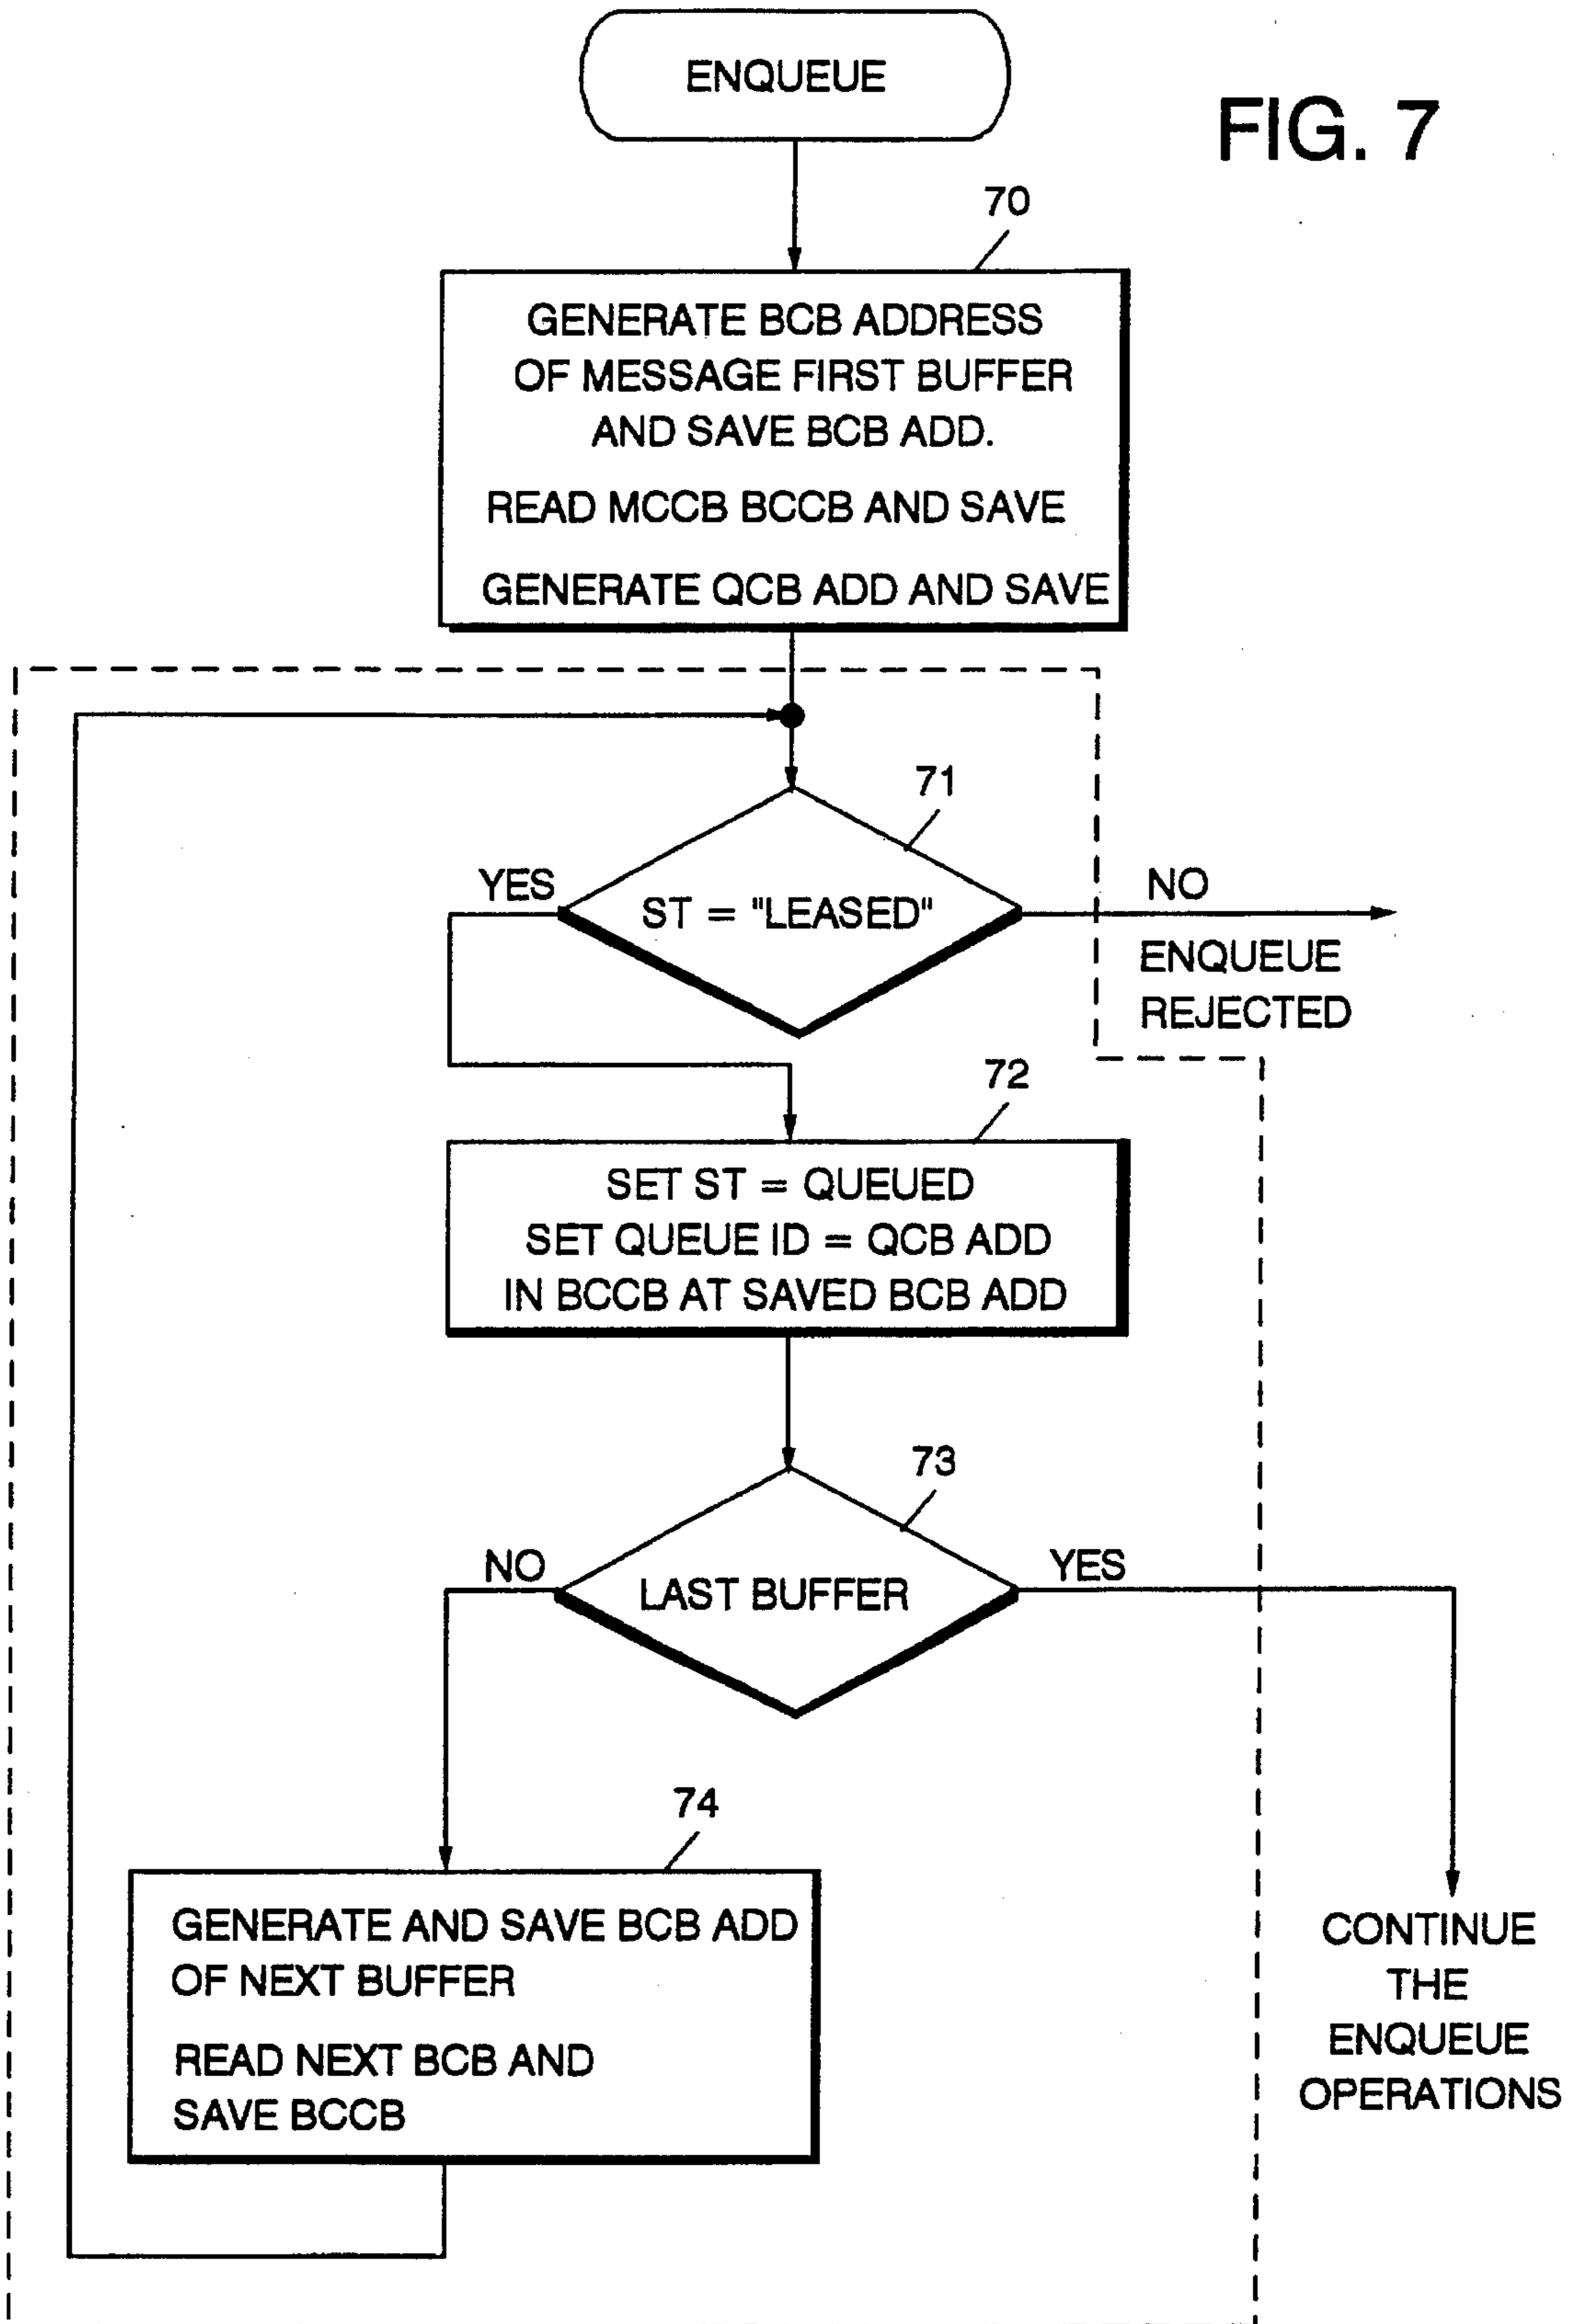 ENQUEUE
FIG. 7
70
GENERATE BCB ADDRESS
OF MESSAGE FIRST BUFFER
AND SAVE BCB ADD.
READ MCCB BCCB AND SAVE
GENERATE QCB ADD AND SAVE
71
YES
ST = "LEASED"
NO
ENQUEUE
REJECTED
72
SET ST = QUEUED
SET QUEUE ID = QCB ADD
IN BCCB AT SAVED BCB ADD
73
NO
LAST BUFFER
YES
74
GENERATE AND SAVE BCB ADD
OF NEXT BUFFER
READ NEXT BCB AND
SAVE BCCB
CONTINUE
THE
ENQUEUE
OPERATIONS